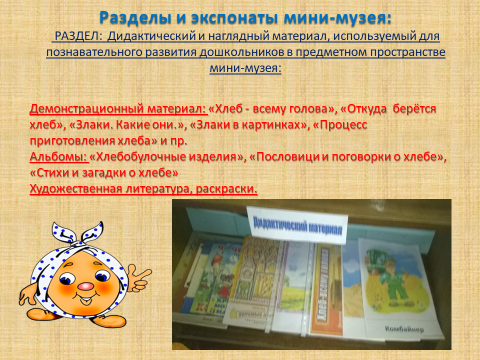 Разделы и экспонаты мини-музея:
РАЗДЕЛ: Дидактический и наглядный материал, используемый для
познавательного развития дошкольников в предметном пространстве
мини-музея:
Демонстрационный материал: «Хлеб - всему голова», «Откуда берётся
хлеб», «Злаки. Какие они.», «Злаки в картинках», «Процесс
приготовления хлеба» и пр.
Альбомы: «Хлебобулочные изделия», «Пословици и поговорки о хлебе»,
«Стихи и загадки о хлебе»
Художественная литература, раскраски.
Дидактический материал
Комбайнер